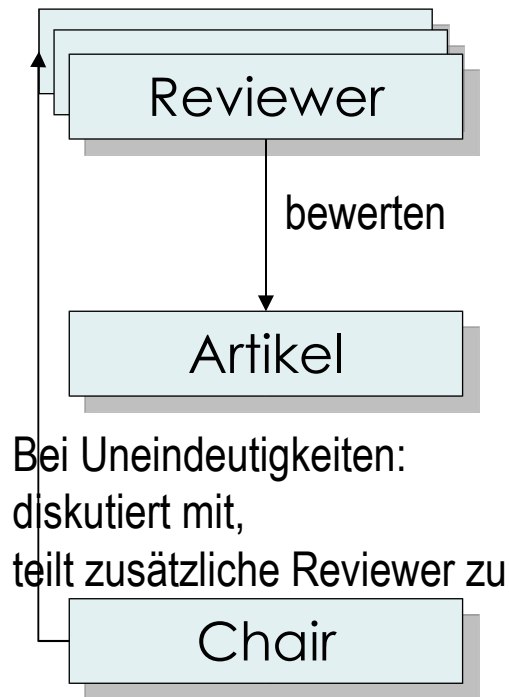 Reviewer
bewerten
Artikel
Bei Uneindeutigkeiten:
diskutiert mit,
teilt zusätzliche Reviewer zu
Chair